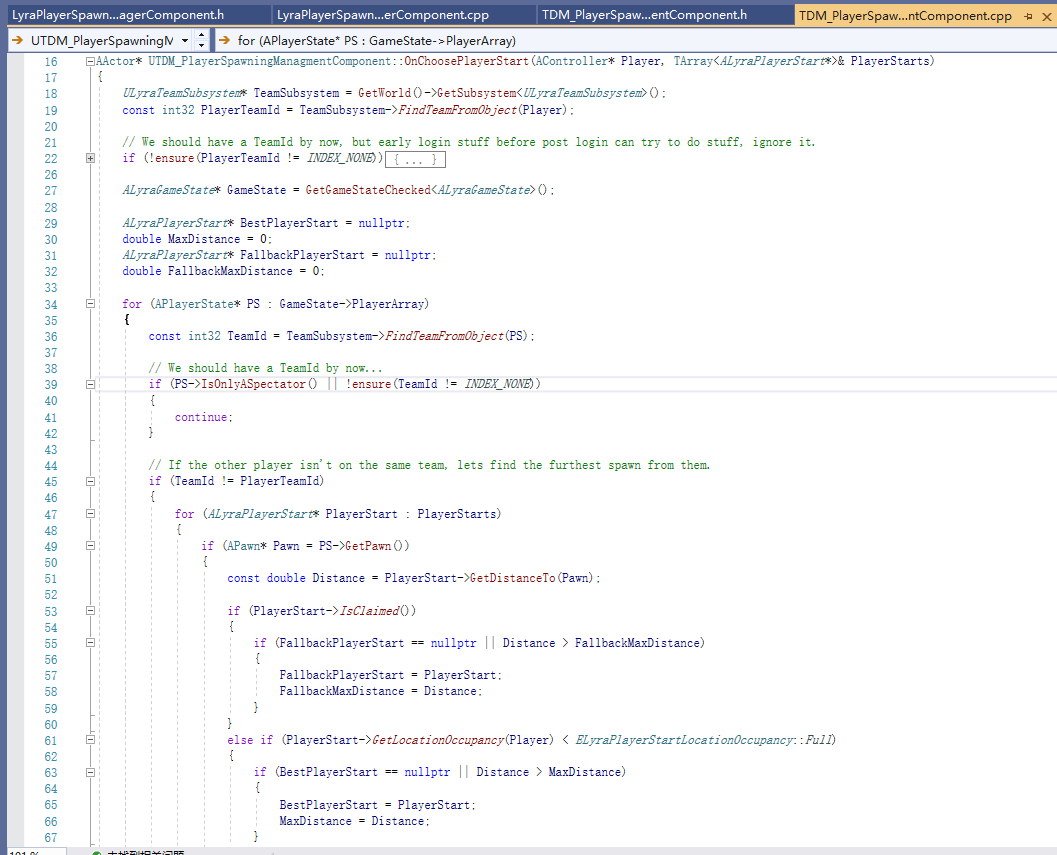 LyraPlayerSpawn...agerComponent.h LyraPlayerSpawn...erComponent.cpp TDM_PlayerSpaw...entComponent.h TDM_PlayerSpaw...ntComponent.cpp
UTDM_PlayerSpawningM for (APlayerState* PS : GameState->PlayerArray)
16 AActor* UTDM_PlayerSpawningManagmentComponent::OnChoosePlayerStart(AController* Player, TArray<ALyraPlayerStart*>& PlayerStarts)
17 {
18 ULyraTeamSubsystem* TeamSubsystem = GetWorld()->GetSubsystem<ULyraTeamSubsystem>();
19 const int32 PlayerTeamId = TeamSubsystem->FindTeamFromObject(Player);
20
21 // We should have a TeamId by now, but early login stuff before post login can try to do stuff, ignore it.
22 if (!ensure(PlayerTeamId != INDEX_NONE)) { ... }
26
27 ALyraGameState* GameState = GetGameStateChecked<ALyraGameState>();
28
29 ALyraPlayerStart* BestPlayerStart = nullptr;
30 double MaxDistance = 0;
31 ALyraPlayerStart* FallbackPlayerStart = nullptr;
32 double FallbackMaxDistance = 0;
33
34 for (APlayerState* PS : GameState->PlayerArray)
35 {
36 const int32 TeamId = TeamSubsystem->FindTeamFromObject(PS);
37
38 // We should have a TeamId by now...
39 if (PS->IsOnlyASpectator() || !ensure(TeamId != INDEX_NONE))
40 {
41 continue;
42 }
43
44 // If the other player isn't on the same team, lets find the furthest spawn from them.
45 if (TeamId != PlayerTeamId)
46 {
47 for (ALyraPlayerStart* PlayerStart : PlayerStarts)
48 {
49 if (APawn* Pawn = PS->GetPawn())
50 {
51 const double Distance = PlayerStart->GetDistanceTo(Pawn);
52
53 if (PlayerStart->IsClaimed())
54 {
55 if (FallbackPlayerStart == nullptr || Distance > FallbackMaxDistance)
56 {
57 FallbackPlayerStart = PlayerStart;
58 FallbackMaxDistance = Distance;
59 }
60 }
61 else if (PlayerStart->GetLocationOccupancy(Player) < ELyraPlayerStartLocationOccupancy::Full)
62 {
63 if (BestPlayerStart == nullptr || Distance > MaxDistance)
64 {
65 BestPlayerStart = PlayerStart;
66 MaxDistance = Distance;
67 }